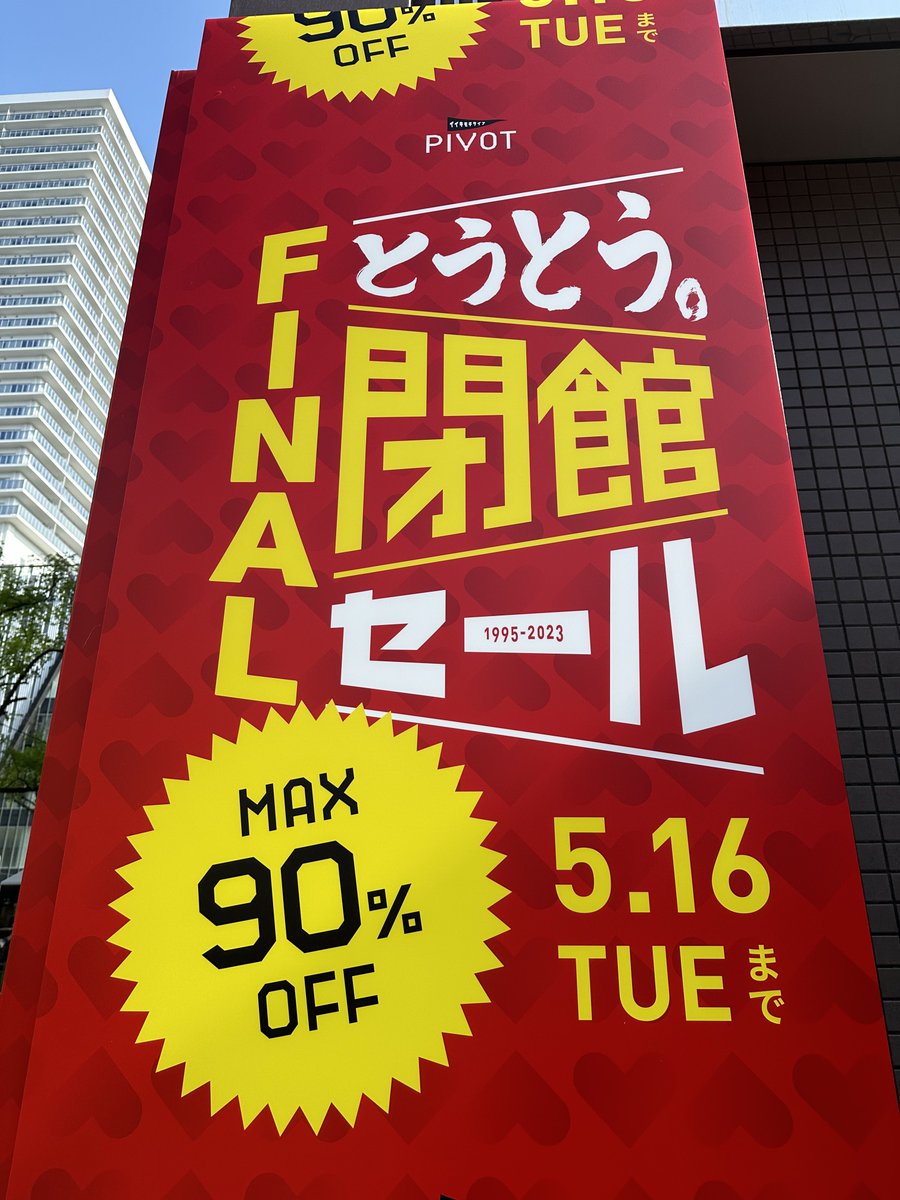 90%
OFF
TUE まで
PIVOT
FINAL
とうとう。
閉館
セール
1995-2023
MAX
90%
OFF
5.16
TUE まで